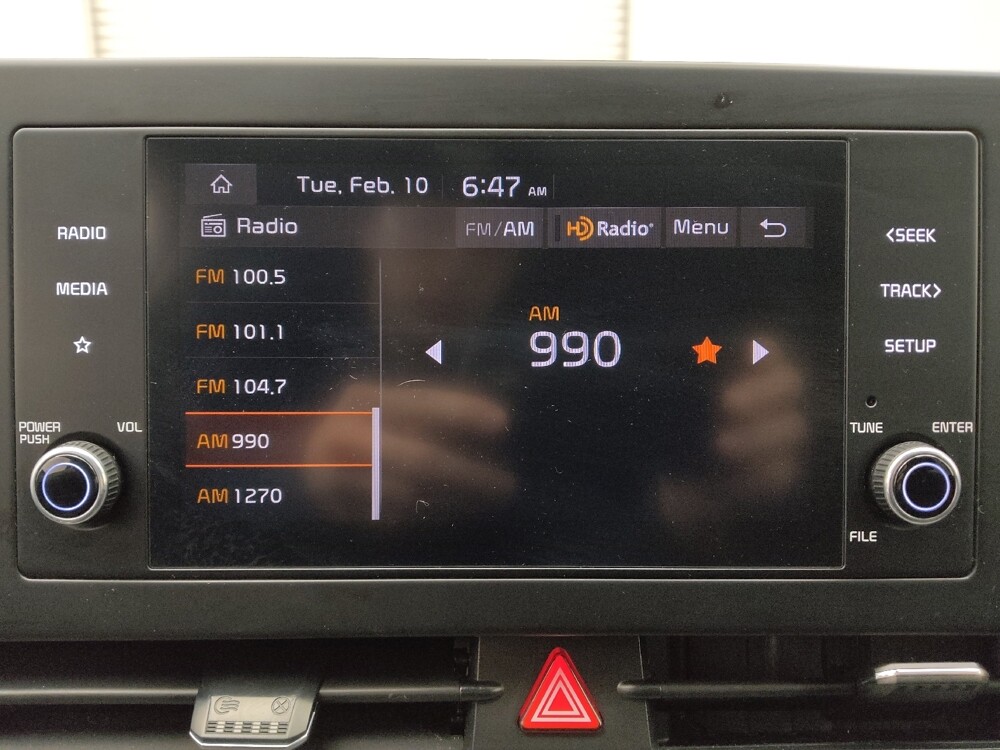 Tue, Feb. 10 6:47 AM
Radio FM/AM HD Radio® Menu
FM 100.5
FM 101.1
FM 104.7
AM 990
AM 1270
AM
990
RADIO
MEDIA
POWER
PUSH
VOL
<SEEK
TRACK>
SETUP
TUNE
ENTER
FILE